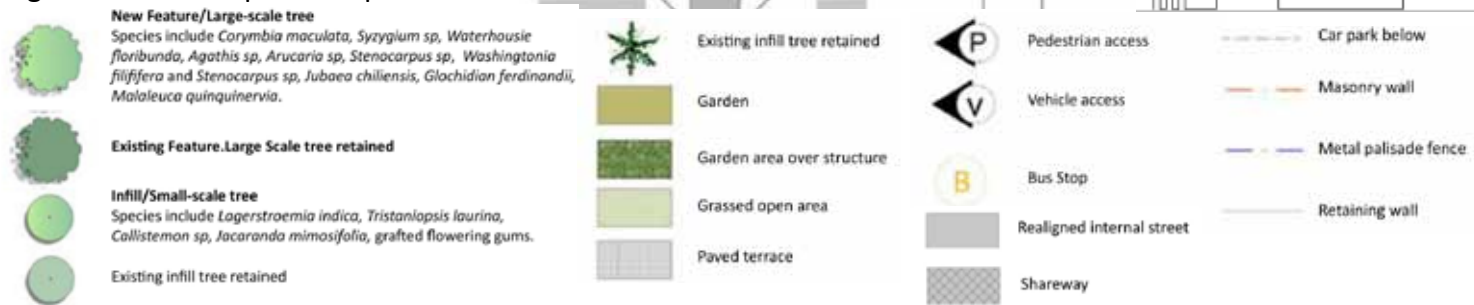 New Feature/Large-scale tree
Species include Corymbia maculata, Syzygium sp, Waterhousie
floribunda, Agathis sp, Arucaria sp, Stenocarpus sp, Washingtonia
filififera and Stenocarpus sp, Jubaea chiliensis, Glochidian ferdinandii,
Malaleuca quinquinervia.
Existing Feature.Large Scale tree retained
Infill/Small-scale tree
Species include Lagerstroemia indica, Tristaniopsis laurina,
Callistemon sp, Jacaranda mimosifolia, grafted flowering gums.
Existing infill tree retained
Existing infill tree retained
Garden
Garden area over structure
Grassed open area
Paved terrace
P
Pedestrian access
V
Vehicle access
B
Bus Stop
Realigned internal street
Shareway
Car park below
Masonry wall
Metal palisade fence
Retaining wall